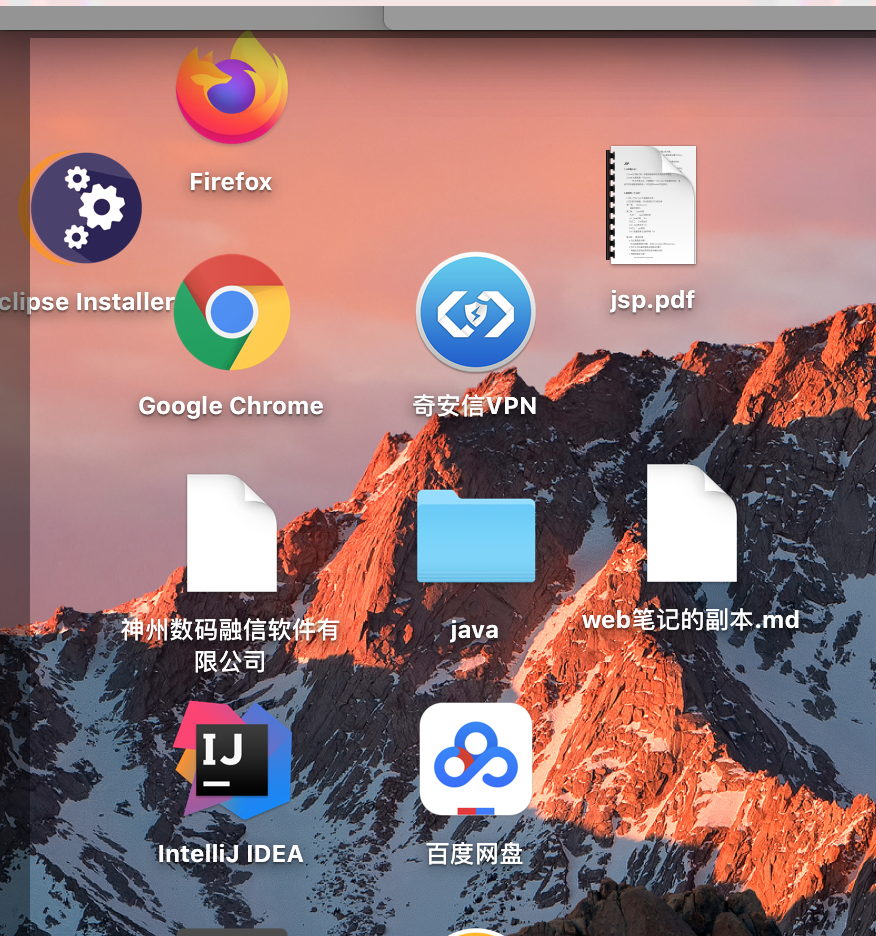 Firefox
clipse Installer
jsp.pdf
Google Chrome
奇安信VPN
神州数码融信软件有
限公司
java
web笔记的副本.md
IJ
IntelliJ IDEA
百度网盘